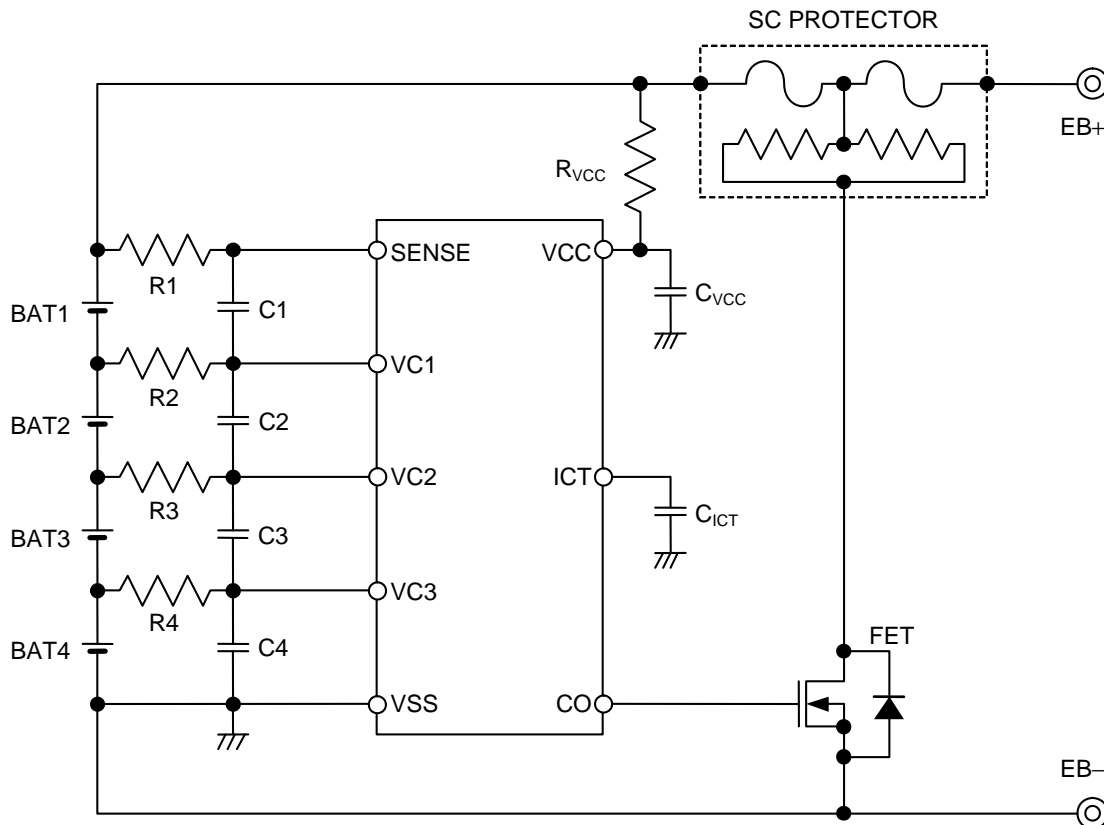 SC PROTECTOR
EB+
RVCC
SENSE
VCC
R1
BAT1
C1
CVCC
VC1
R2
BAT2
C2
VC2
ICT
R3
CICT
BAT3
C3
VC3
R4
BAT4
C4
FET
VSS
CO
EB−